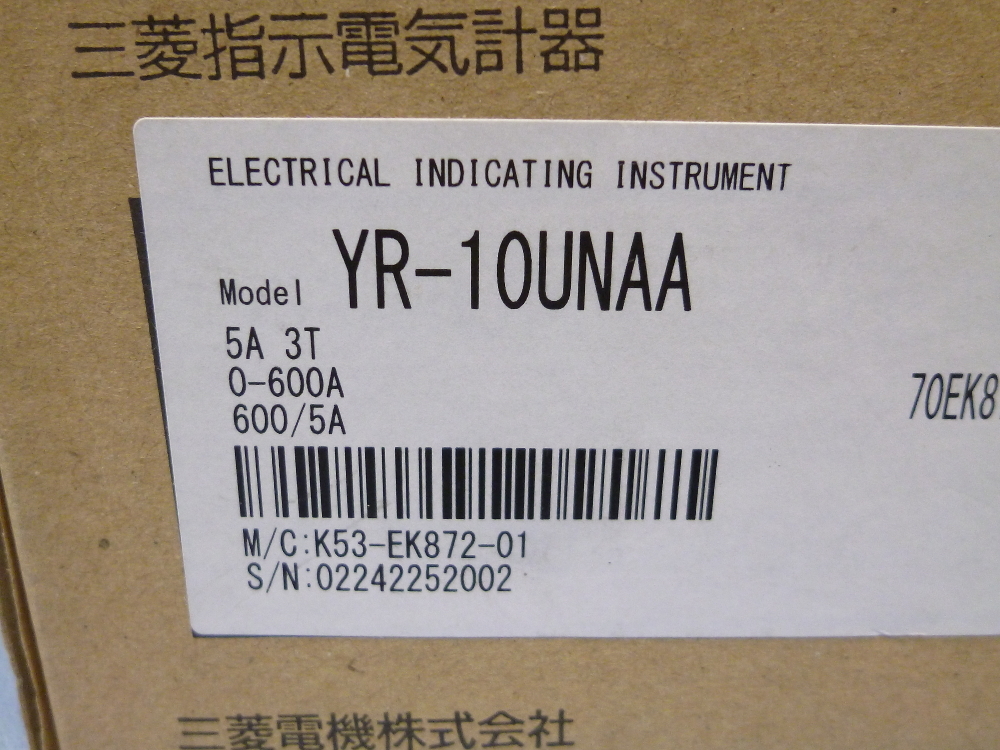 三菱指示電気計器
ELECTRICAL INDICATING INSTRUMENT
Model YR-10UNAA
5A 3T
0-600A
600/5A
70EK8
M/C:K53-EK872-01
S/N:02242252002
三菱電機株式会社